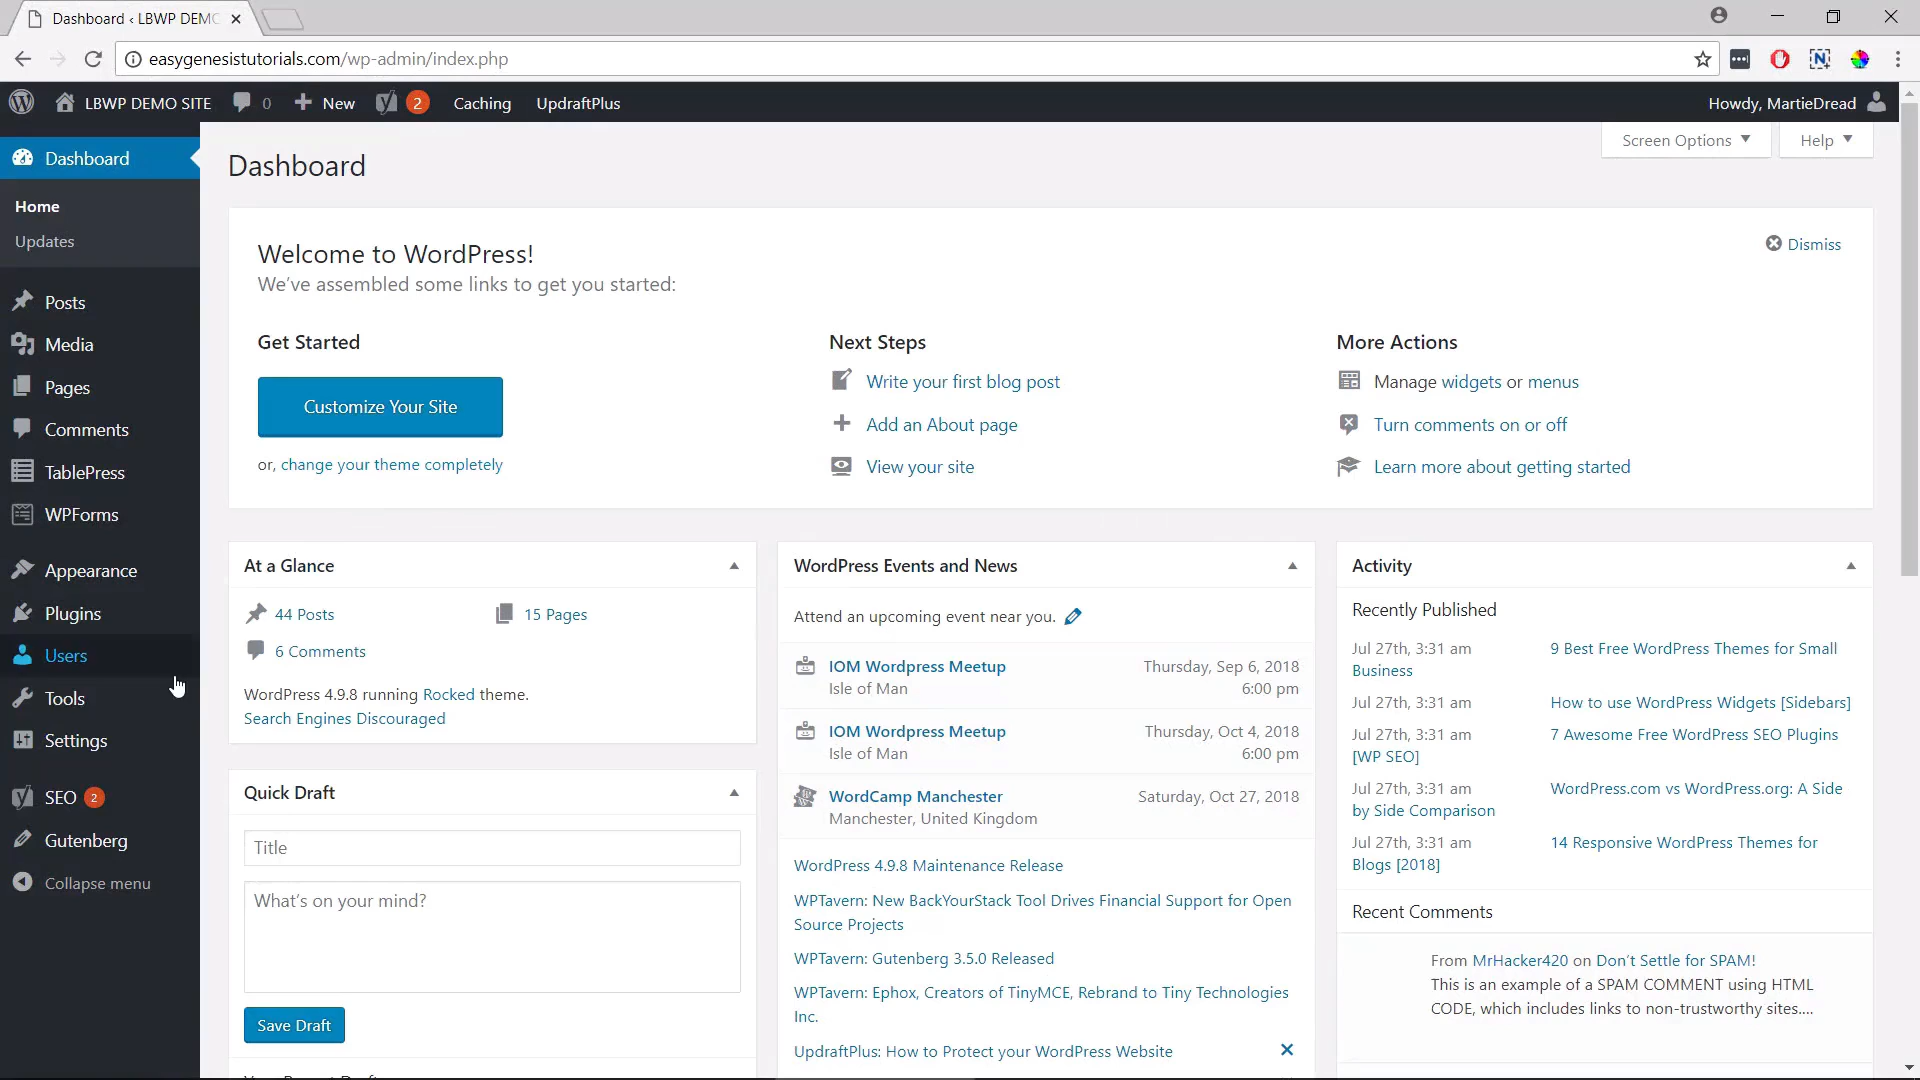 Dashboard ‹ LBWP DEMO
easygenesistutorials.com/wp-admin/index.php
LBWP DEMO SITE
0
New
2
Caching
UpdraftPlus
Howdy, MartieDread
Dashboard
Home
Updates
Posts
Media
Pages
Comments
TablePress
WPForms
Appearance
Plugins
Users
Tools
Settings
SEO 2
Gutenberg
Collapse menu
Screen Options
Help
Dashboard
Welcome to WordPress!
We've assembled some links to get you started:
Dismiss
Get Started
Customize Your Site
or, change your theme completely
Next Steps
Write your first blog post
Add an About page
View your site
More Actions
Manage widgets or menus
Turn comments on or off
Learn more about getting started
At a Glance
44 Posts
15 Pages
6 Comments
WordPress 4.9.8 running Rocked theme.
Search Engines Discouraged
Quick Draft
Title
What's on your mind?
Save Draft
WordPress Events and News
Attend an upcoming event near you.
IOM Wordpress Meetup
Isle of Man
Thursday, Sep 6, 2018
6:00 pm
IOM Wordpress Meetup
Isle of Man
Thursday, Oct 4, 2018
6:00 pm
WordCamp Manchester
Manchester, United Kingdom
Saturday, Oct 27, 2018
WordPress 4.9.8 Maintenance Release
WPTavern: New BackYourStack Tool Drives Financial Support for Open
Source Projects
WPTavern: Gutenberg 3.5.0 Released
WPTavern: Ephox, Creators of TinyMCE, Rebrand to Tiny Technologies
Inc.
UpdraftPlus: How to Protect your WordPress Website
Activity
Recently Published
Jul 27th, 3:31 am 9 Best Free WordPress Themes for Small
Business
Jul 27th, 3:31 am How to use WordPress Widgets [Sidebars]
Jul 27th, 3:31 am 7 Awesome Free WordPress SEO Plugins
[WP SEO]
Jul 27th, 3:31 am WordPress.com vs WordPress.org: A Side
by Side Comparison
Jul 27th, 3:31 am 14 Responsive WordPress Themes for
Blogs [2018]
Recent Comments
From MrHacker420 on Don't Settle for SPAM!
This is an example of a SPAM COMMENT using HTML
CODE, which includes links to non-trustworthy sites....